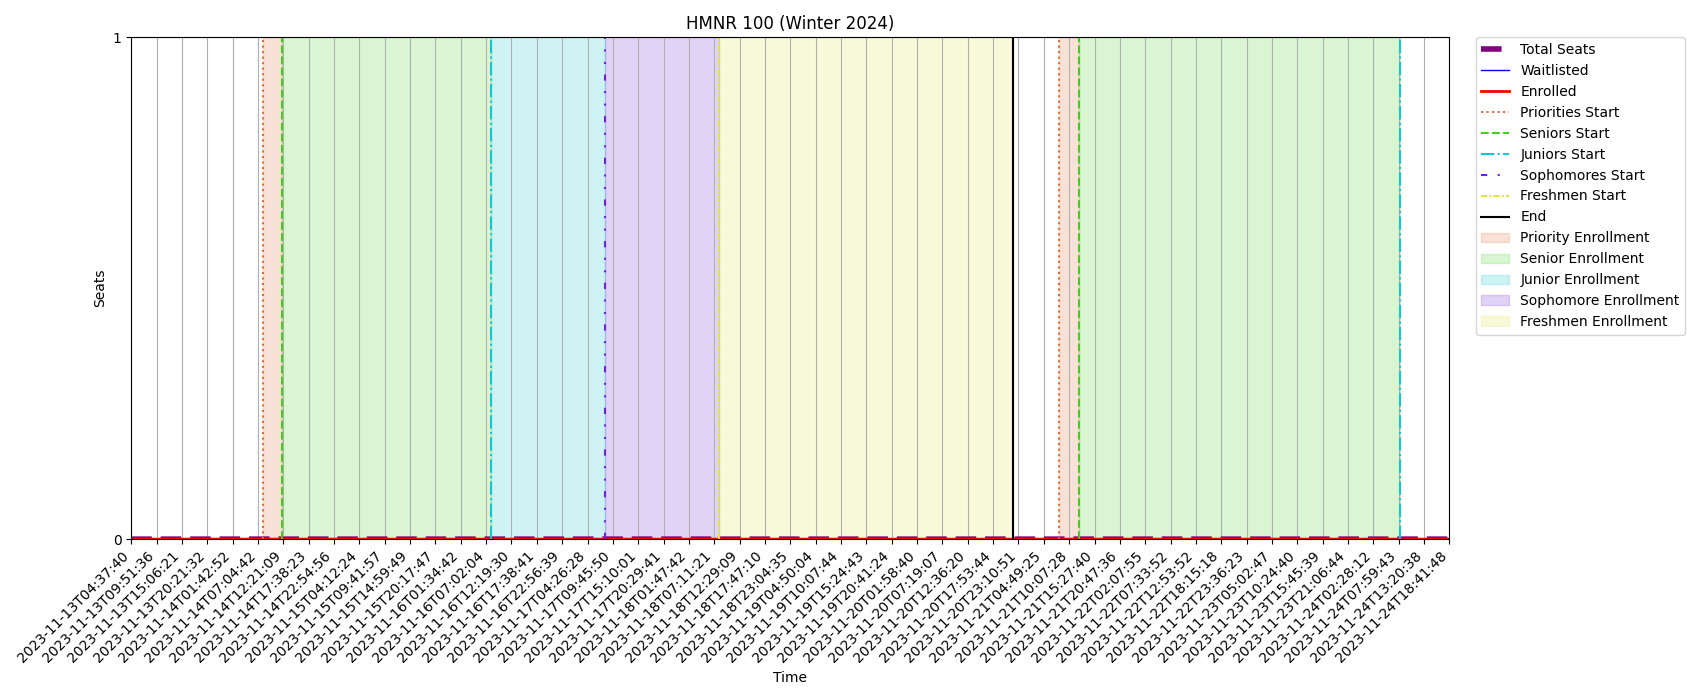 HMNR 100 (Winter 2024)
1
0
Seats
2023-11-13T04:37:40
2023-11-13T09:51:36
2023-11-13T15:06:21
2023-11-13T20:21:32
2023-11-14T01:42:52
2023-11-14T07:04:42
2023-11-14T12:21:09
2023-11-14T17:38:23
2023-11-14T22:54:56
2023-11-15T04:12:24
2023-11-15T09:41:57
2023-11-15T14:59:49
2023-11-15T20:17:47
2023-11-16T01:34:42
2023-11-16T07:02:04
2023-11-16T12:19:30
2023-11-16T17:38:41
2023-11-16T22:56:39
2023-11-17T04:26:28
2023-11-17T09:45:50
2023-11-17T15:10:01
2023-11-17T20:29:41
2023-11-18T01:47:42
2023-11-18T07:11:21
2023-11-18T12:29:09
2023-11-18T17:47:10
2023-11-18T23:04:35
2023-11-19T04:50:04
2023-11-19T10:07:44
2023-11-19T15:24:43
2023-11-19T20:41:24
2023-11-20T01:58:40
2023-11-20T07:19:07
2023-11-20T12:36:20
2023-11-20T17:53:44
2023-11-20T23:10:51
2023-11-21T04:49:25
2023-11-21T10:07:28
2023-11-21T15:27:40
2023-11-21T20:47:36
2023-11-22T02:07:55
2023-11-22T07:33:52
2023-11-22T12:53:52
2023-11-22T18:15:18
2023-11-22T23:36:23
2023-11-23T05:02:47
2023-11-23T10:24:40
2023-11-23T15:45:39
2023-11-23T21:06:44
2023-11-24T02:28:12
2023-11-24T07:59:43
2023-11-24T13:20:38
2023-11-24T18:41:48
Time
Total Seats
Waitlisted
Enrolled
Priorities Start
Seniors Start
Juniors Start
Sophomores Start
Freshmen Start
End
Priority Enrollment
Senior Enrollment
Junior Enrollment
Sophomore Enrollment
Freshmen Enrollment